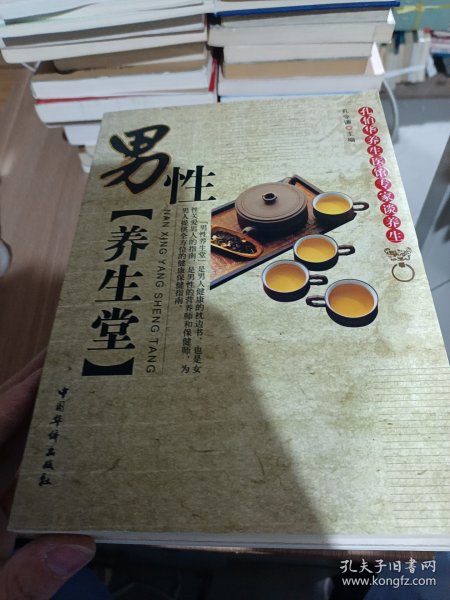 孔伯华养生医馆专家谈养生
孔令谦 主编
男性
【养生堂】
NAN XING YANG SHENG TANG
“男性养生堂”是男人健康的枕边书，也是女
性关爱男人的指南，是男性的营养师和保健师，为
男人提供全方位的健康保健指南。
中国华侨出版社
孔夫子旧书网
www.kongfz.com